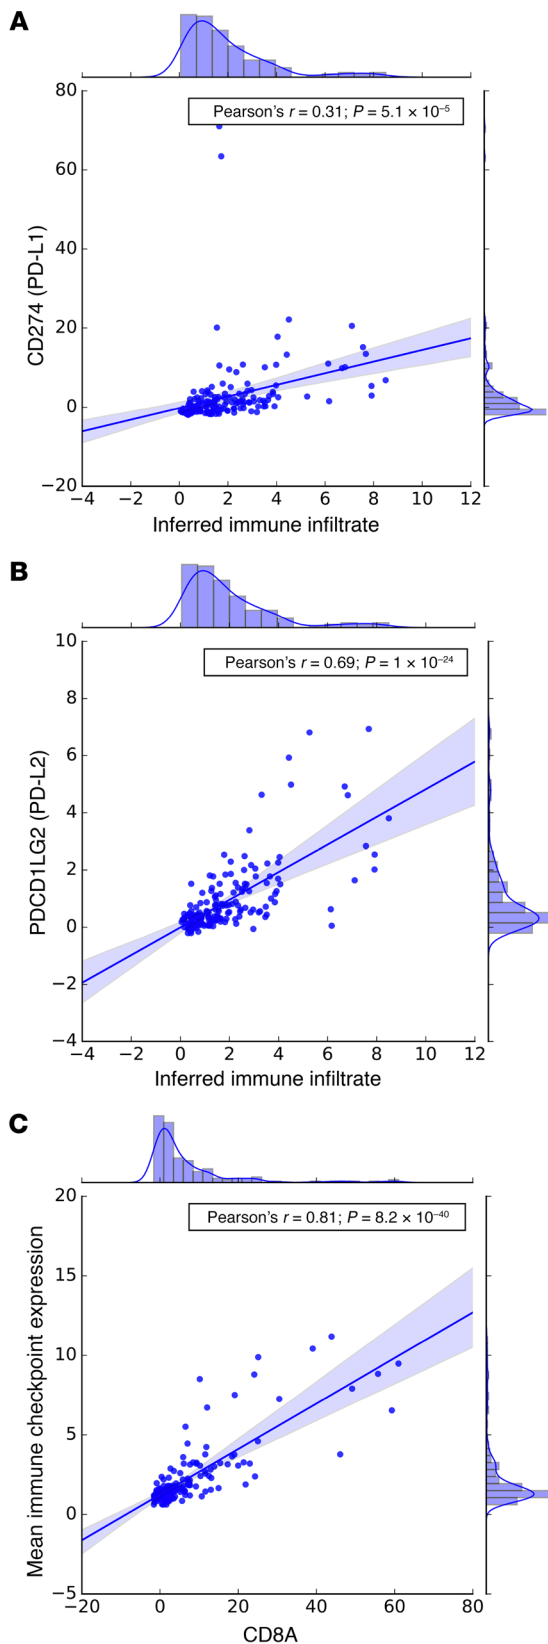 A
Pearson's r = 0.31; P = 5.1 × 10⁻⁵
80
60
40
20
0
−20
CD274 (PD-L1)
−4 −2 0 2 4 6 8 10 12
Inferred immune infiltrate
B
Pearson's r = 0.69; P = 1 × 10⁻²⁴
10
8
6
4
2
0
−2
−4
PDCD1LG2 (PD-L2)
−4 −2 0 2 4 6 8 10 12
Inferred immune infiltrate
C
Pearson's r = 0.81; P = 8.2 × 10⁻⁴⁰
20
15
10
5
0
−5
Mean immune checkpoint expression
−20 0 20 40 60 80
CD8A